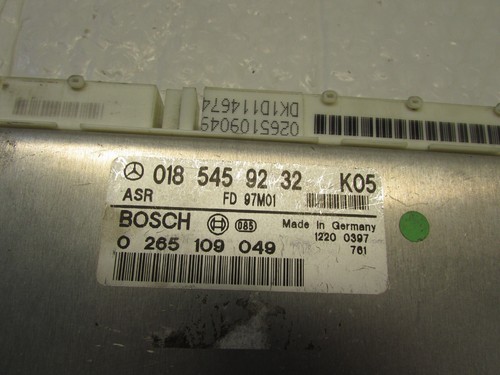 0265109049
DK1D114674
018 545 92 32 K05
ASR FD 97M01
BOSCH 085 Made in Germany
0 265 109 049 1220 0397
761